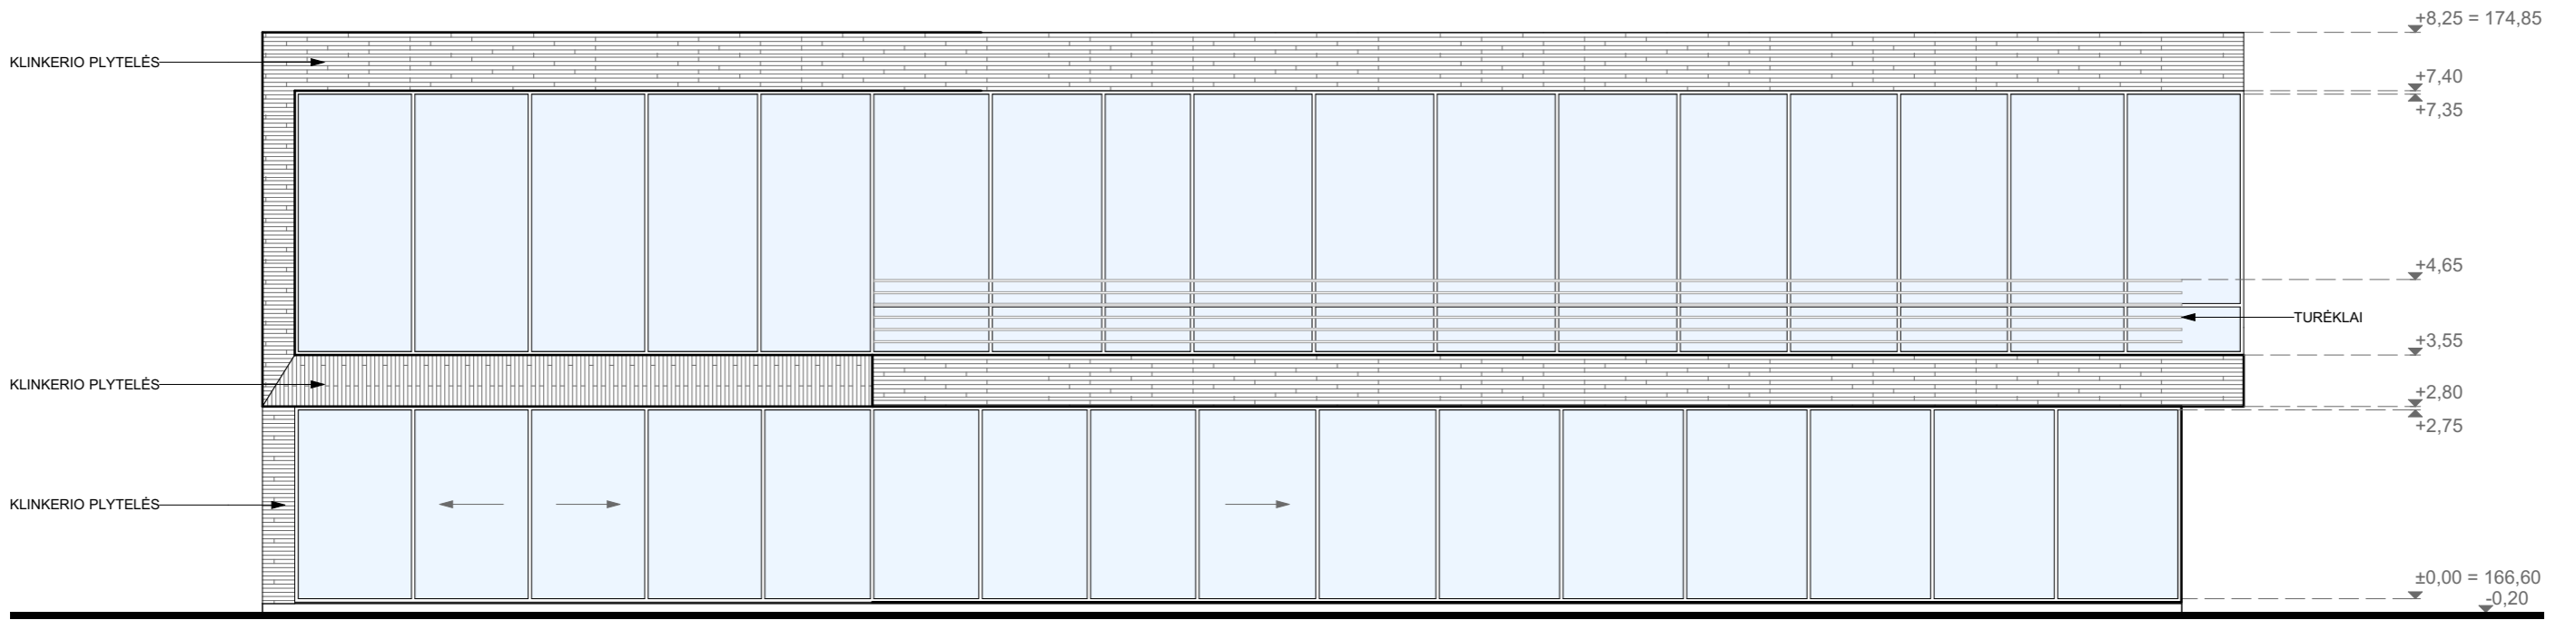 +8,25 = 174,85
KLINKERIO PLYTELĖS
+7,40
+7,35
+4,65
TURĖKLAI
+3,55
KLINKERIO PLYTELĖS
+2,80
+2,75
KLINKERIO PLYTELĖS
±0,00 = 166,60
-0,20